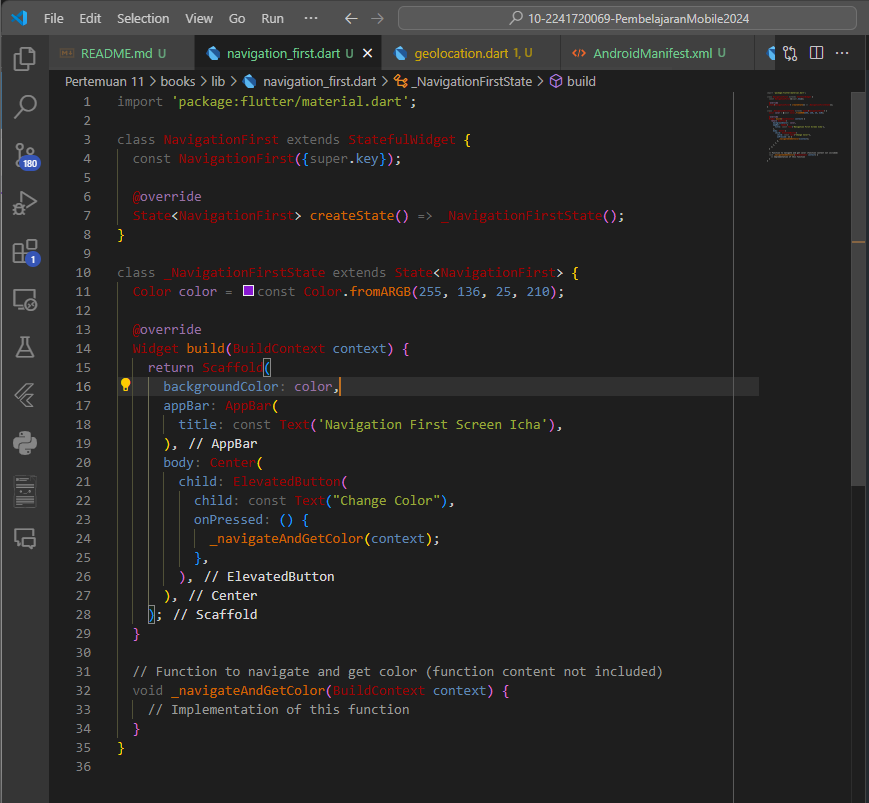 File Edit Selection View Go Run ··· ← → 10-2241720069-PembelajaranMobile2024
README.md U navigation_first.dart U × geolocation.dart 1, U AndroidManifest.xml U ···
Pertemuan 11 > books > lib > navigation_first.dart > _NavigationFirstState > build
180
1
1 import 'package:flutter/material.dart';
2
3 class NavigationFirst extends StatefulWidget {
4 const NavigationFirst({super.key});
5
6 @override
7 State<NavigationFirst> createState() => _NavigationFirstState();
8 }
9
10 class _NavigationFirstState extends State<NavigationFirst> {
11 Color color = const Color.fromARGB(255, 136, 25, 210);
12
13 @override
14 Widget build(BuildContext context) {
15 return Scaffold(
16 backgroundColor: color,
17 appBar: AppBar(
18 title: const Text('Navigation First Screen Icha'),
19 ), // AppBar
20 body: Center(
21 child: ElevatedButton(
22 child: const Text("Change Color"),
23 onPressed: () {
24 _navigateAndGetColor(context);
25 },
26 ), // ElevatedButton
27 ), // Center
28 ); // Scaffold
29 }
30
31 // Function to navigate and get color (function content not included)
32 void _navigateAndGetColor(BuildContext context) {
33 // Implementation of this function
34 }
35 }
36